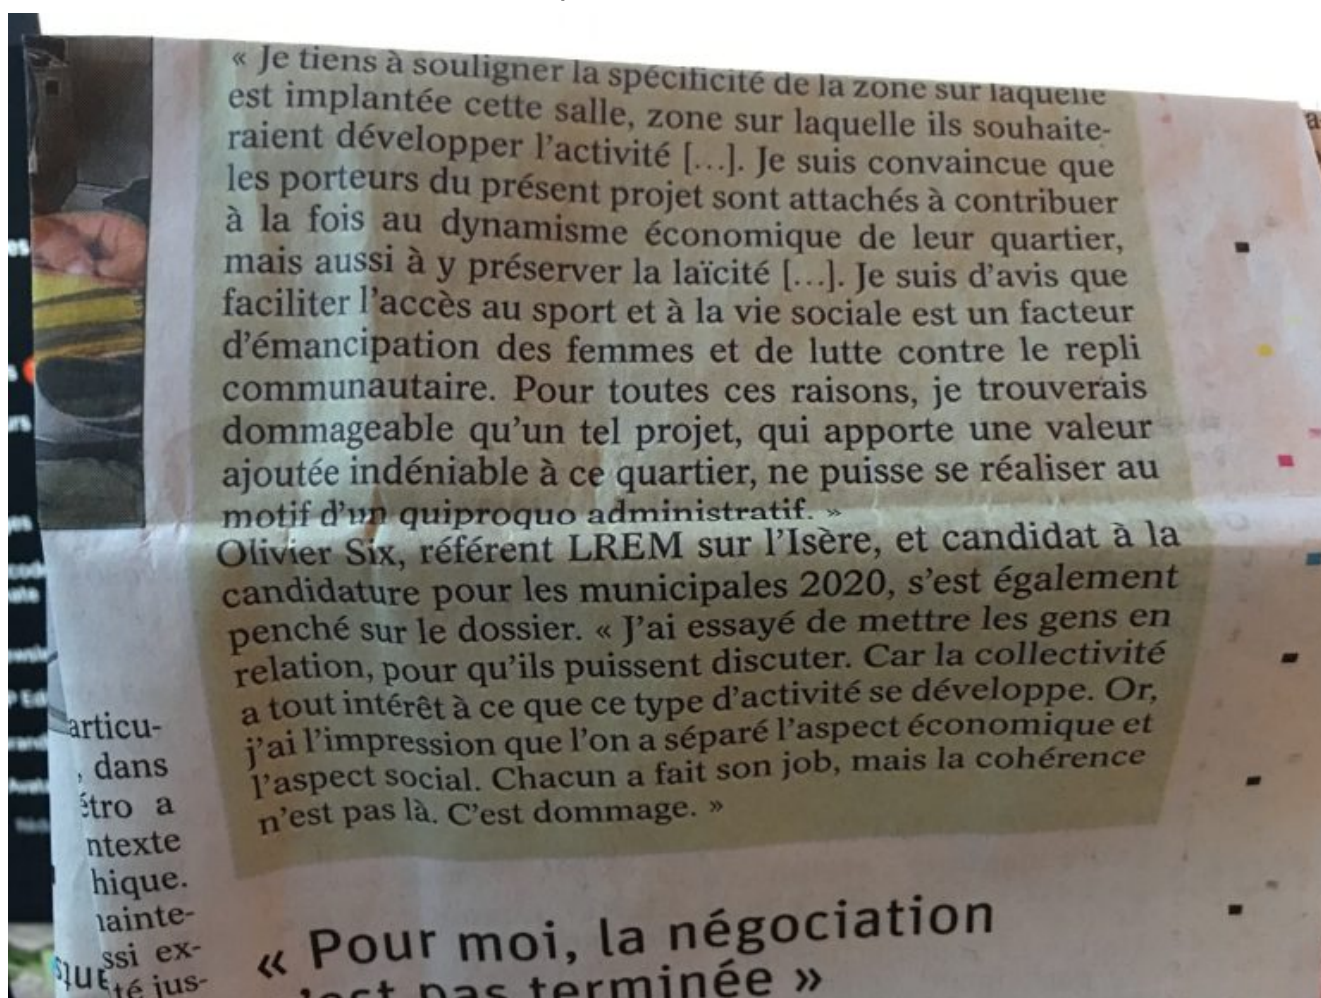 « Je tiens à souligner la spécificité de la zone sur laquelle
est implantée cette salle, zone sur laquelle ils souhaite-
raient développer l'activité [...]. Je suis convaincue que
les porteurs du présent projet sont attachés à contribuer
à la fois au dynamisme économique de leur quartier,
mais aussi à y préserver la laïcité [...]. Je suis d'avis que
faciliter l'accès au sport et à la vie sociale est un facteur
d'émancipation des femmes et de lutte contre le repli
communautaire. Pour toutes ces raisons, je trouverais
dommageable qu'un tel projet, qui apporte une valeur
ajoutée indéniable à ce quartier, ne puisse se réaliser au
motif d'un quiproquo administratif. »
Olivier Six, référent LREM sur l'Isère, et candidat à la
candidature pour les municipales 2020, s'est également
penché sur le dossier. « J'ai essayé de mettre les gens en
relation, pour qu'ils puissent discuter. Car la collectivité
a tout intérêt à ce que ce type d'activité se développe. Or,
j'ai l'impression que l'on a séparé l'aspect économique et
l'aspect social. Chacun a fait son job, mais la cohérence
n'est pas là. C'est dommage. »
articu-
, dans
étro a
ntexte
hique.
nainte-
ssi ex-
té jus-
« Pour moi, la négociation
n'est pas terminée »